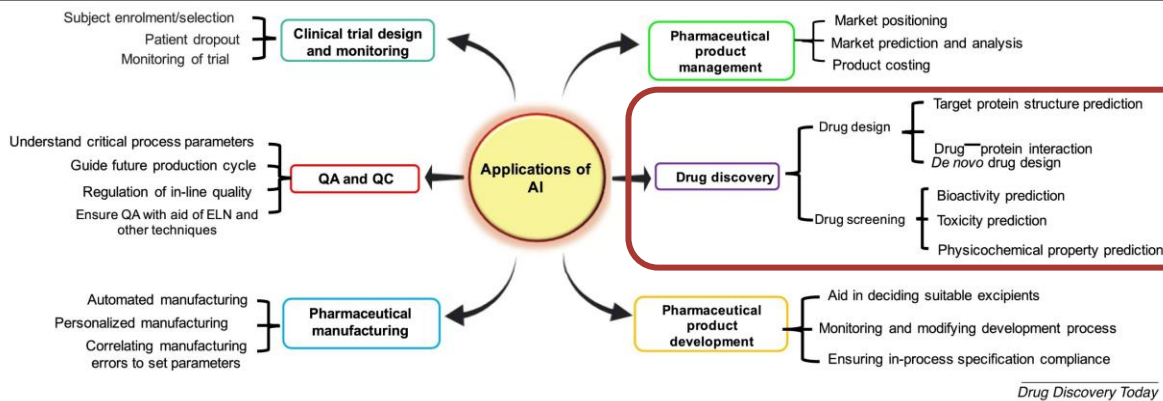 Subject enrolment/selection
Patient dropout
Monitoring of trial
Clinical trial design
and monitoring
Pharmaceutical
product
management
Market positioning
Market prediction and analysis
Product costing
Understand critical process parameters
Guide future production cycle
Regulation of in-line quality
Ensure QA with aid of ELN and
other techniques
QA and QC
Applications of
AI
Drug discovery
Drug design
Target protein structure prediction
Drug—protein interaction
De novo drug design
Drug screening
Bioactivity prediction
Toxicity prediction
Physicochemical property prediction
Automated manufacturing
Personalized manufacturing
Correlating manufacturing
errors to set parameters
Pharmaceutical
manufacturing
Pharmaceutical
product
development
Aid in deciding suitable excipients
Monitoring and modifying development process
Ensuring in-process specification compliance
Drug Discovery Today